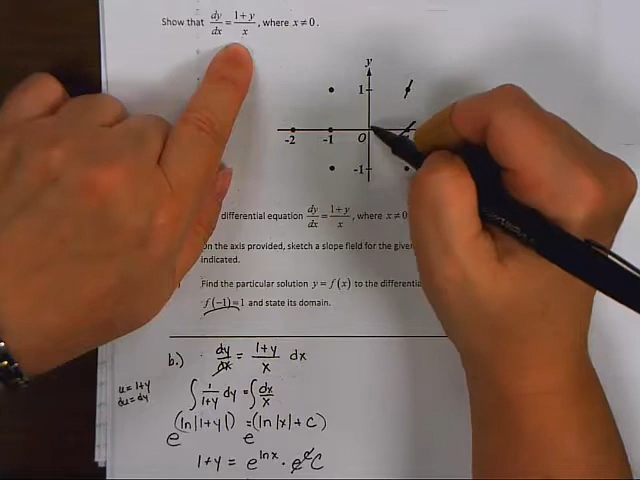 Show that dy/dx = 1+y/x, where x ≠ 0.
y
1
-2 -1 O
-1
differential equation dy/dx = 1+y/x, where x ≠ 0
On the axis provided, sketch a slope field for the given
indicated.
Find the particular solution y = f(x) to the differential
f(-1)=1 and state its domain.
b.) dy/dx = 1+y/x dx
u = 1+y
du = dy
∫ 1/1+y dy = ∫ dx/x
e^(ln|1+y|) = e^(ln|x| + C)
1+y = e^lnx · e^c C